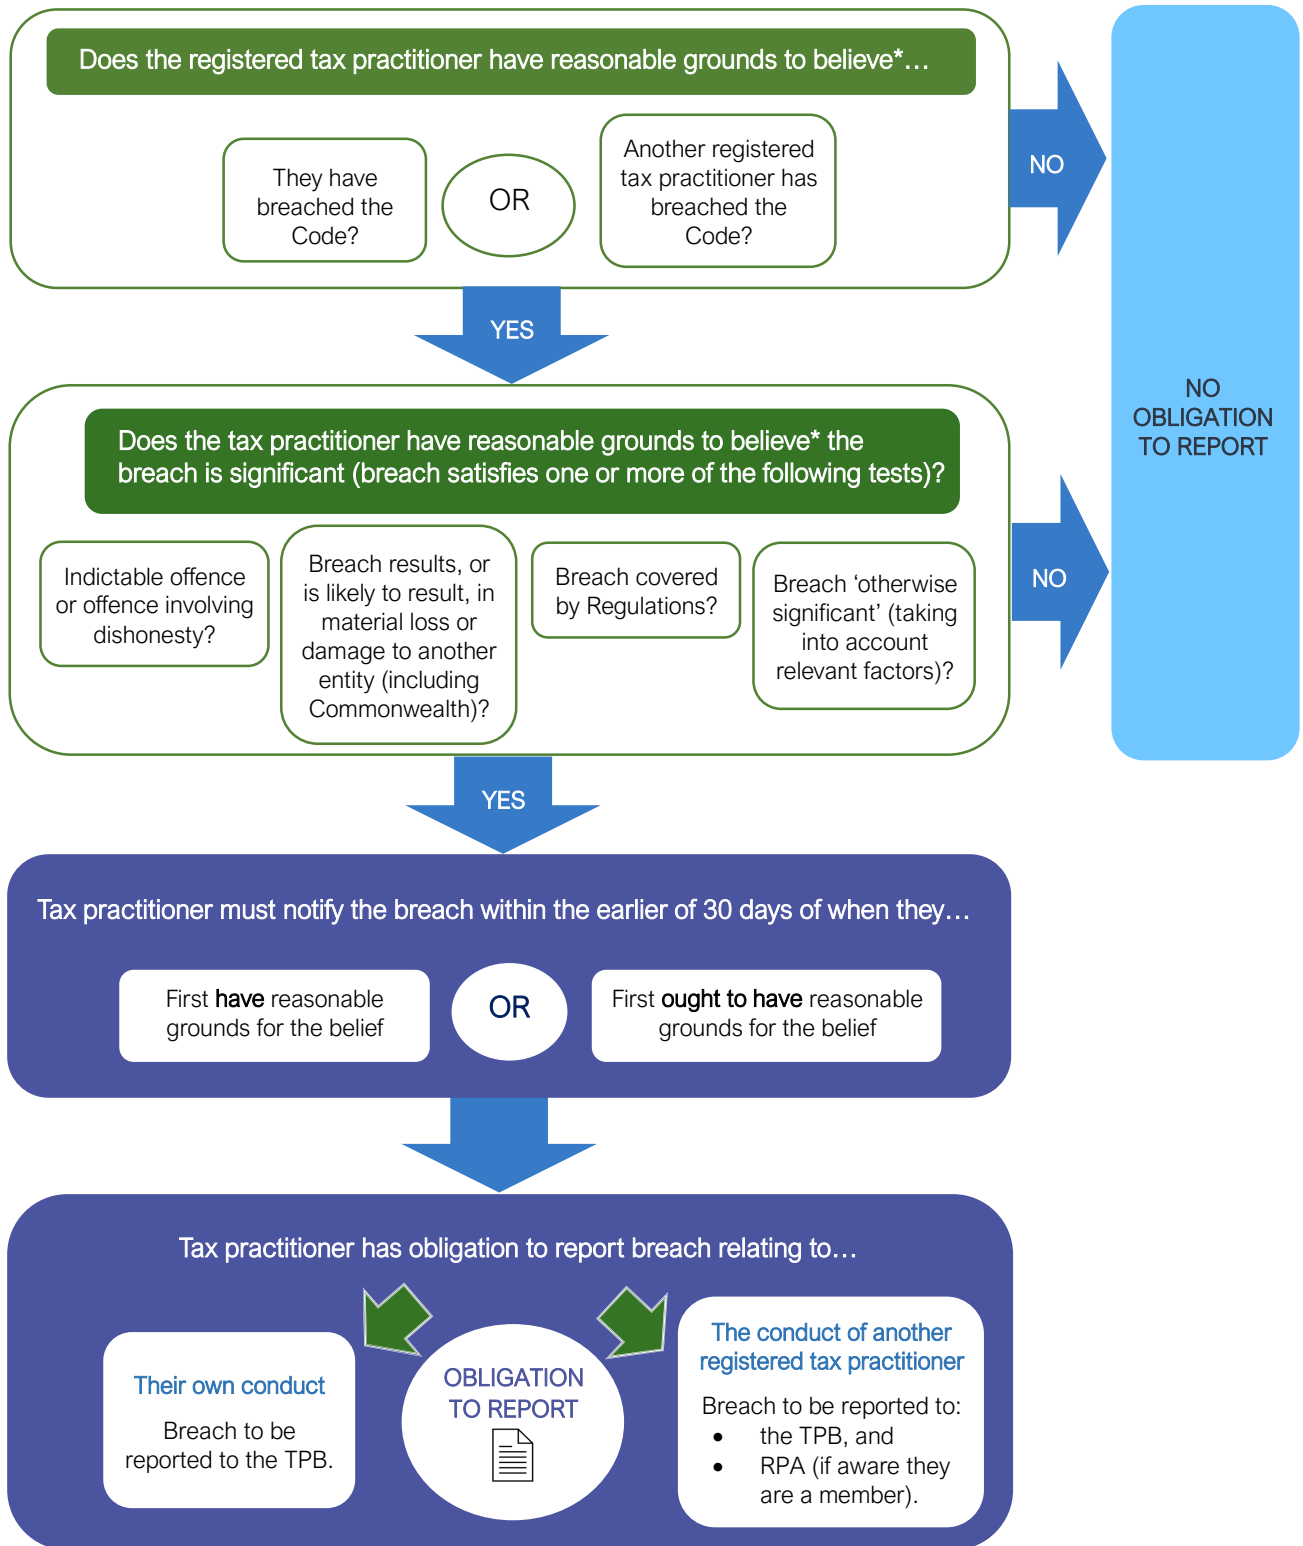 Does the registered tax practitioner have reasonable grounds to believe*…
They have
breached the
Code?
OR
Another registered
tax practitioner has
breached the
Code?
NO
YES
NO
OBLIGATION
TO REPORT
Does the tax practitioner have reasonable grounds to believe* the
breach is significant (breach satisfies one or more of the following tests)?
Indictable offence
or offence involving
dishonesty?
Breach results, or
is likely to result, in
material loss or
damage to another
entity (including
Commonwealth)?
Breach covered
by Regulations?
Breach ‘otherwise
significant’ (taking
into account
relevant factors)?
NO
YES
Tax practitioner must notify the breach within the earlier of 30 days of when they…
First have reasonable
grounds for the belief
OR
First ought to have reasonable
grounds for the belief
Tax practitioner has obligation to report breach relating to…
Their own conduct
Breach to be
reported to the TPB.
OBLIGATION
TO REPORT
The conduct of another
registered tax practitioner
Breach to be reported to:
• the TPB, and
• RPA (if aware they
are a member).